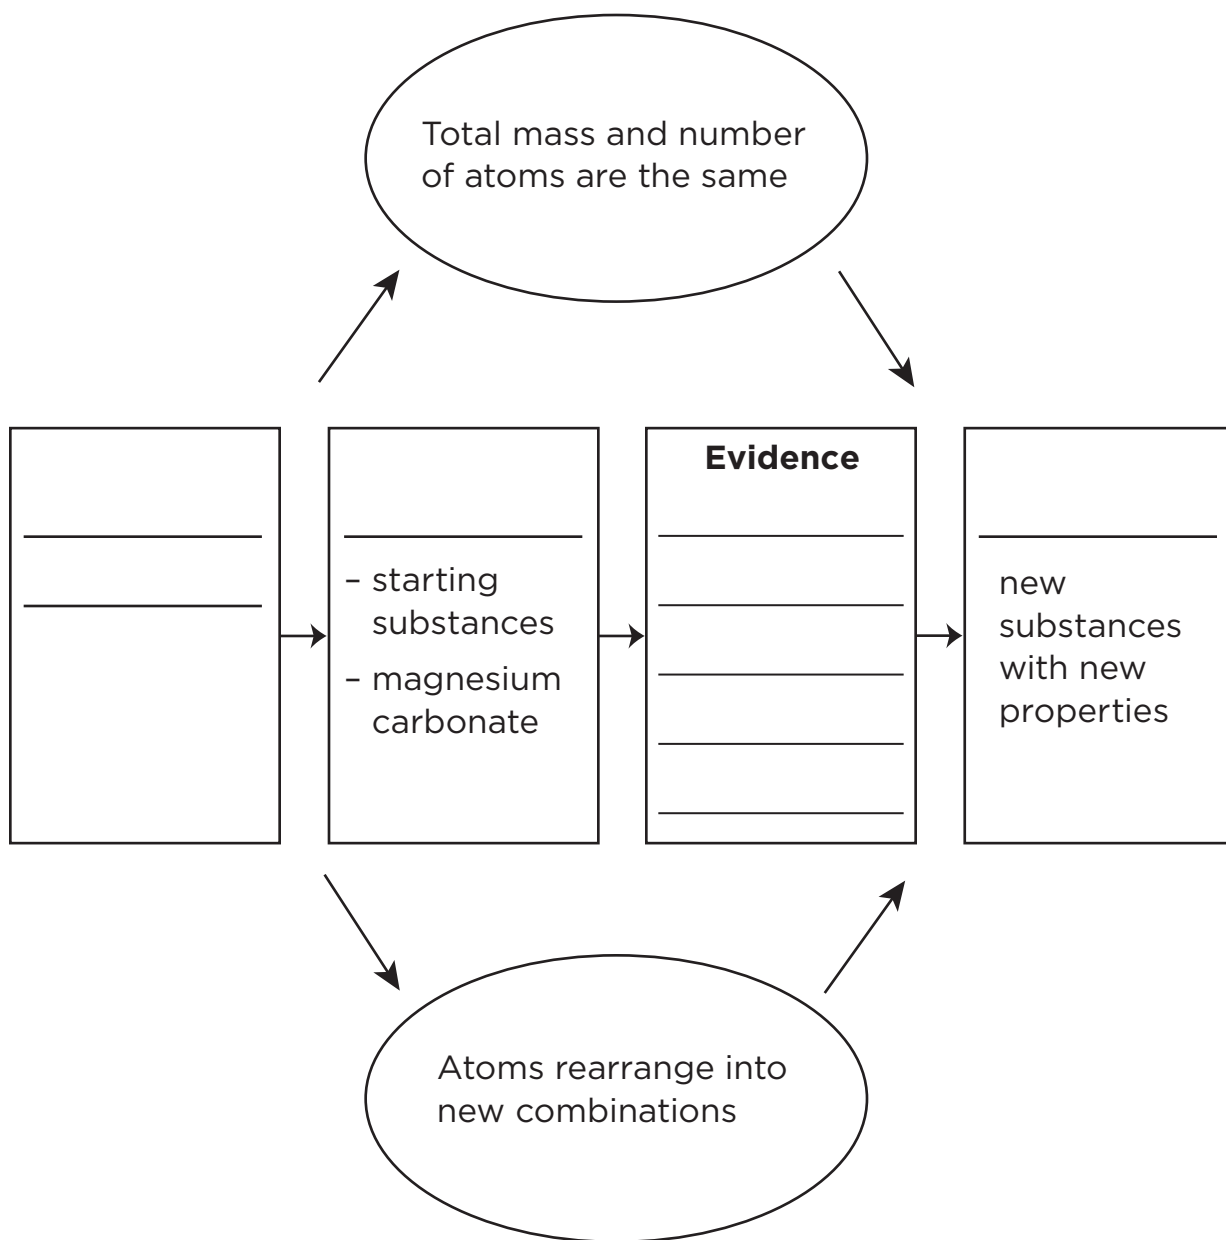 Total mass and number
of atoms are the same
Evidence
– starting
substances
– magnesium
carbonate
new
substances
with new
properties
Atoms rearrange into
new combinations